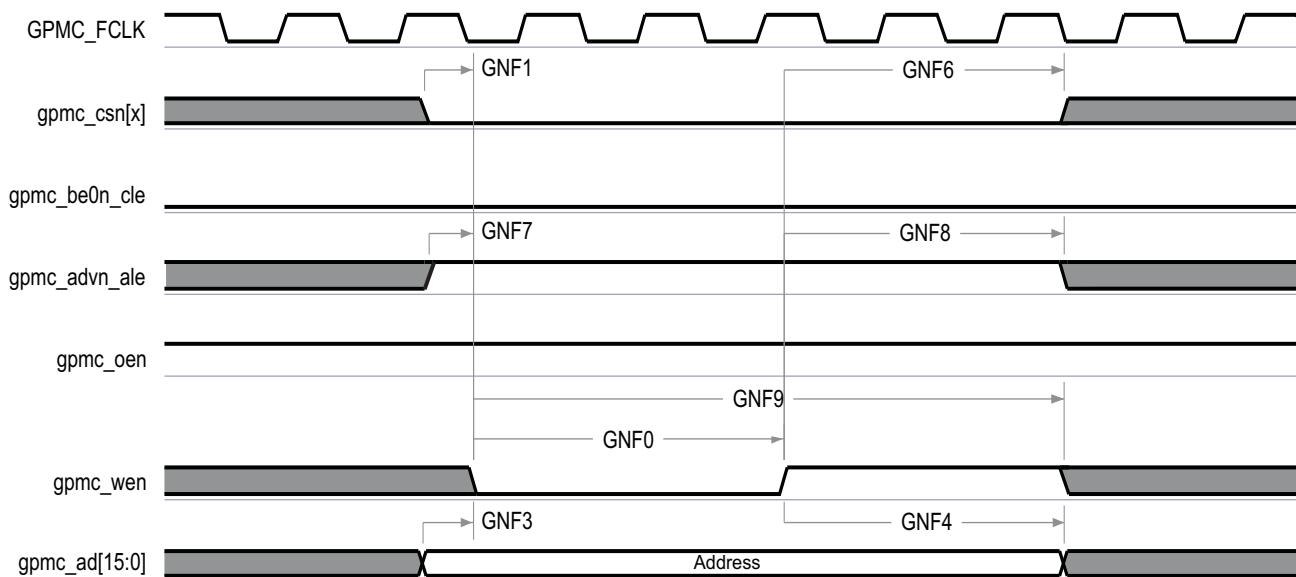 GPMC_FCLK
GNF1
GNF6
gpmc_csn[x]
gpmc_be0n_cle
GNF7
GNF8
gpmc_advn_ale
gpmc_oen
GNF9
GNF0
gpmc_wen
GNF3
GNF4
gpmc_ad[15:0]
Address